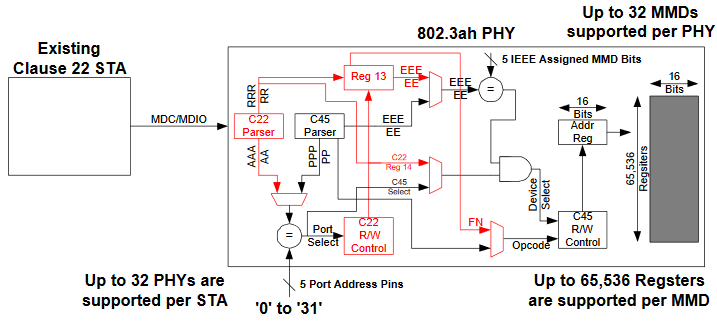 Existing
Clause 22 STA
802.3ah PHY
Up to 32 MMDs
supported per PHY
5 IEEE Assigned MMD Bits
MDC/MDIO
C22
Parser
C45
Parser
Reg 13
RRR
RR
EEE
EE
EEE
EE
EEE
EE
=
AAA
AA
PPP
PP
C22
Reg 14
C45
Select
=
Port
Select
C22
R/W
Control
FN
Opcode
Device
Select
C45
R/W
Control
16
Bits
Addr
Reg
16
Bits
65,536
Regsiters
Up to 32 PHYs are
supported per STA
5 Port Address Pins
'0' to '31'
Up to 65,536 Regsters
are supported per MMD